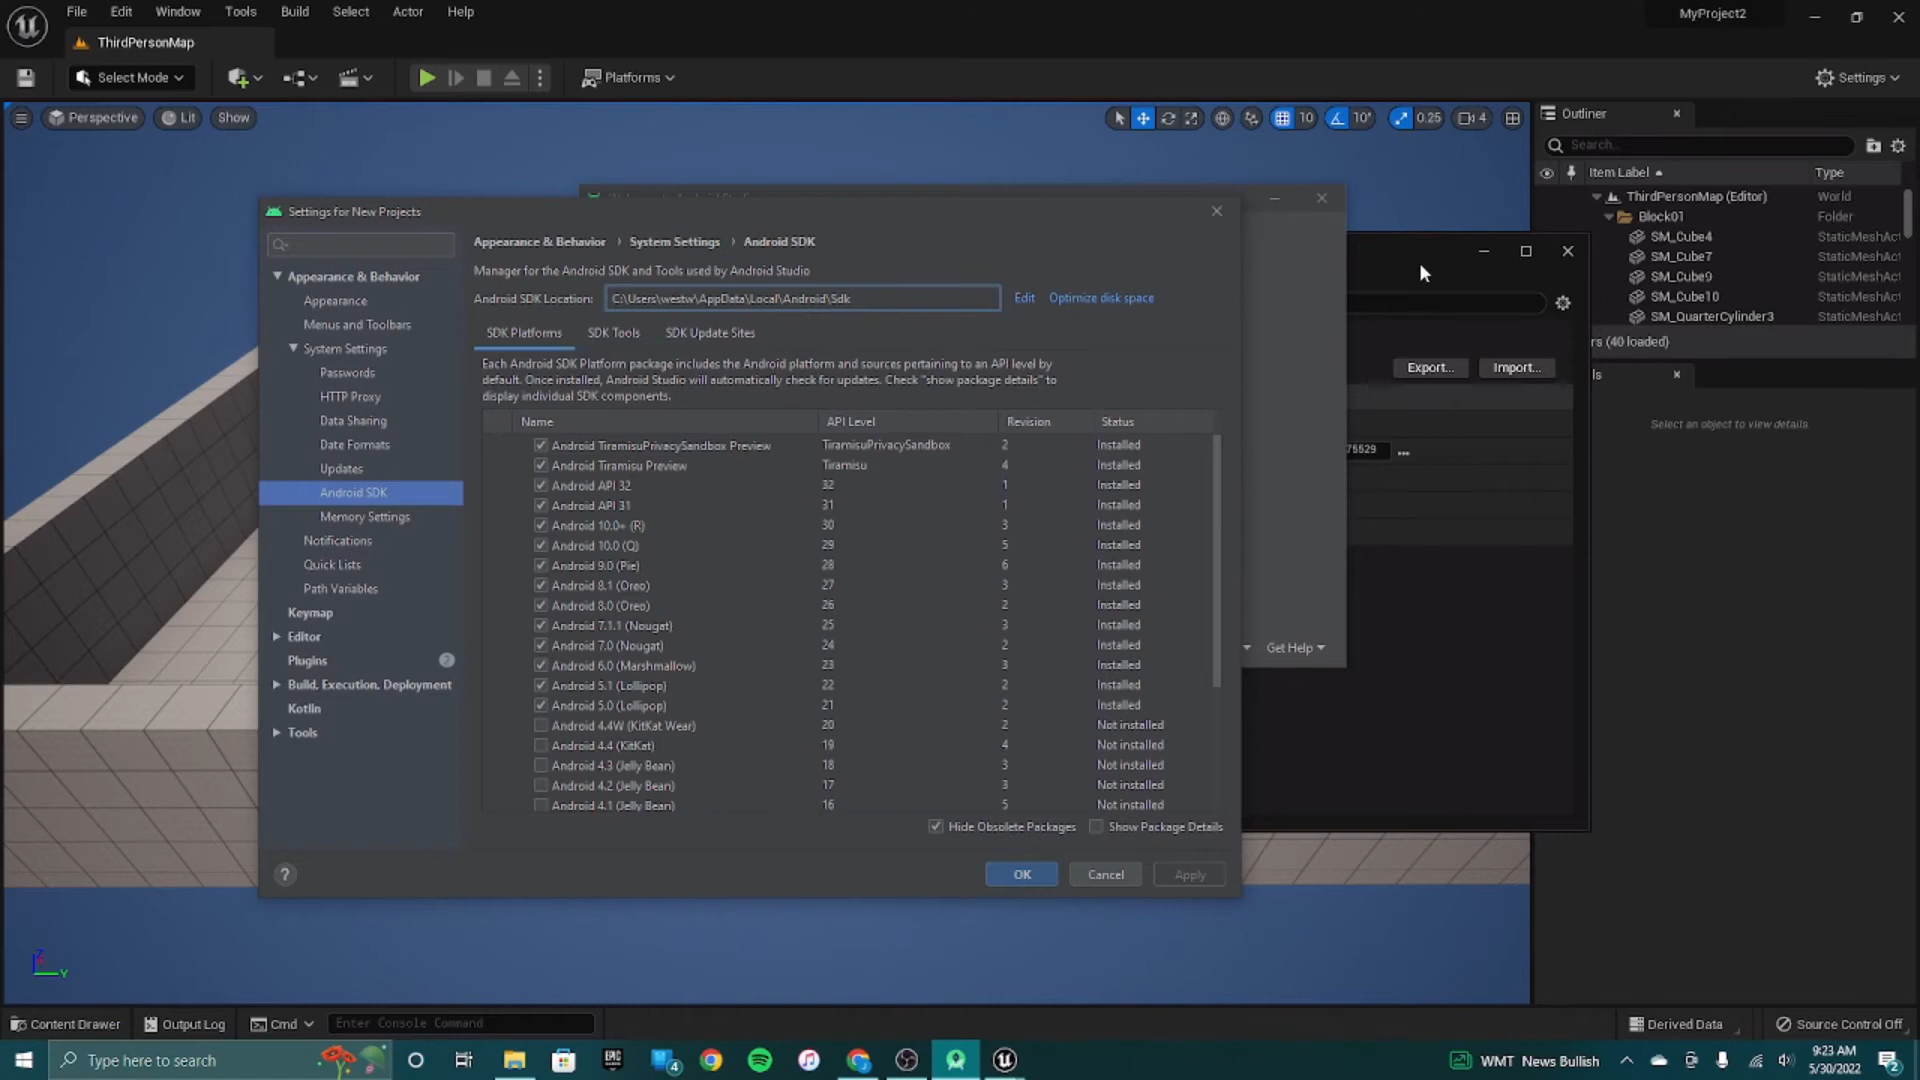 File Edit Window Tools Build Select Actor Help MyProject2
ThirdPersonMap
Select Mode Platforms Settings
Perspective Lit Show 10 10° 0.25 4 Outliner
Search...
Item Label Type
ThirdPersonMap (Editor) World
Block01 Folder
SM_Cube4 StaticMeshAct
SM_Cube7 StaticMeshAct
SM_Cube9 StaticMeshAct
SM_Cube10 StaticMeshAct
SM_QuarterCylinder3 StaticMeshAct
rs (40 loaded)
ls
Select an object to view details.
Export... Import...
75529 ...
Get Help
Settings for New Projects
Appearance & Behavior
Appearance
Menus and Toolbars
System Settings
Passwords
HTTP Proxy
Data Sharing
Date Formats
Updates
Android SDK
Memory Settings
Notifications
Quick Lists
Path Variables
Keymap
Editor
Plugins 2
Build, Execution, Deployment
Kotlin
Tools
Appearance & Behavior › System Settings › Android SDK
Manager for the Android SDK and Tools used by Android Studio
Android SDK Location: C:\Users\westw\AppData\Local\Android\Sdk Edit Optimize disk space
SDK Platforms SDK Tools SDK Update Sites
Each Android SDK Platform package includes the Android platform and sources pertaining to an API level by
default. Once installed, Android Studio will automatically check for updates. Check "show package details" to
display individual SDK components.
Name API Level Revision Status
Android TiramisuPrivacySandbox Preview TiramisuPrivacySandbox 2 Installed
Android Tiramisu Preview Tiramisu 4 Installed
Android API 32 32 1 Installed
Android API 31 31 1 Installed
Android 10.0+ (R) 30 3 Installed
Android 10.0 (Q) 29 5 Installed
Android 9.0 (Pie) 28 6 Installed
Android 8.1 (Oreo) 27 3 Installed
Android 8.0 (Oreo) 26 2 Installed
Android 7.1.1 (Nougat) 25 3 Installed
Android 7.0 (Nougat) 24 2 Installed
Android 6.0 (Marshmallow) 23 3 Installed
Android 5.1 (Lollipop) 22 2 Installed
Android 5.0 (Lollipop) 21 2 Installed
Android 4.4W (KitKat Wear) 20 2 Not installed
Android 4.4 (KitKat) 19 4 Not installed
Android 4.3 (Jelly Bean) 18 3 Not installed
Android 4.2 (Jelly Bean) 17 3 Not installed
Android 4.1 (Jelly Bean) 16 5 Not installed
Hide Obsolete Packages Show Package Details
? OK Cancel Apply
Z Y
Content Drawer Output Log Cmd Enter Console Command Derived Data Source Control Off
Type here to search EPIC 4 WMT News Bullish 9:23 AM
5/30/2022 2